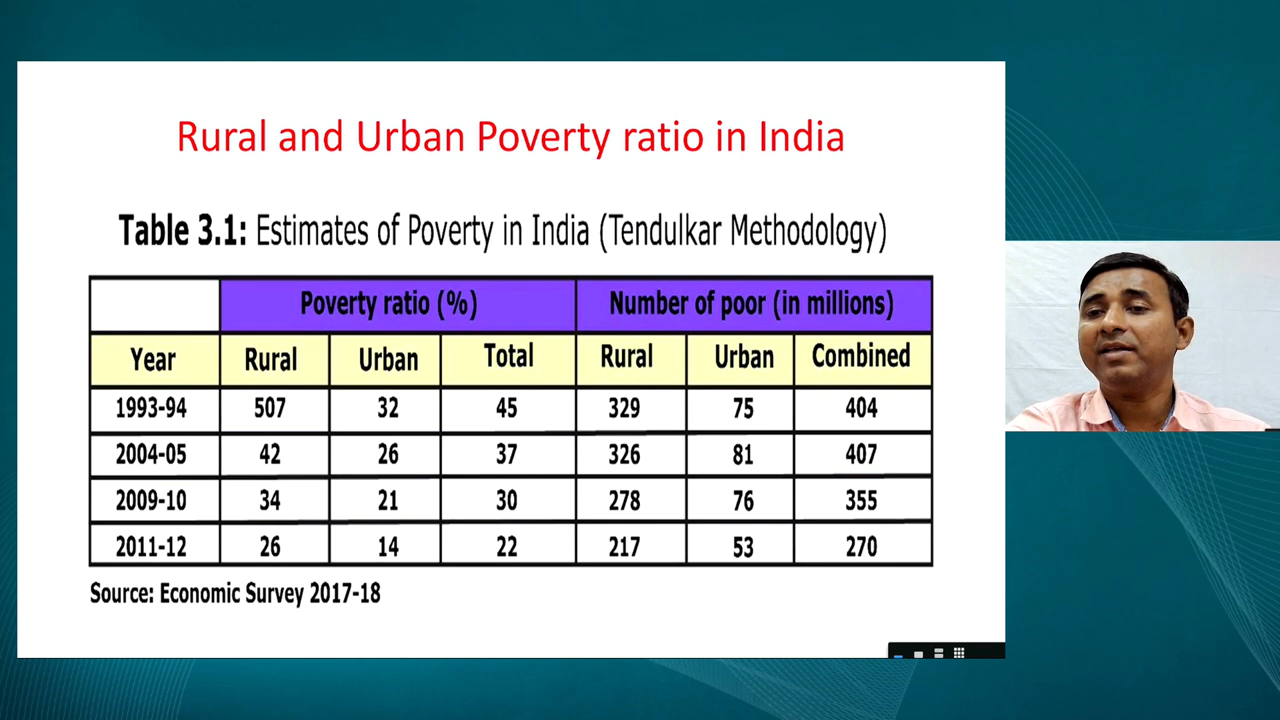 Rural and Urban Poverty ratio in India
Table 3.1: Estimates of Poverty in India (Tendulkar Methodology)
Poverty ratio (%) Number of poor (in millions)
Year Rural Urban Total Rural Urban Combined
1993-94 507 32 45 329 75 404
2004-05 42 26 37 326 81 407
2009-10 34 21 30 278 76 355
2011-12 26 14 22 217 53 270
Source: Economic Survey 2017-18